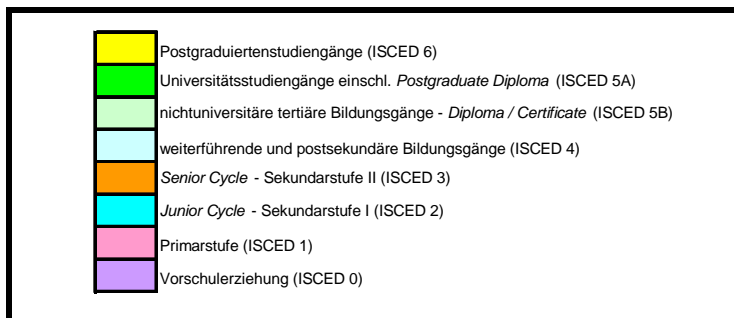 Postgraduiertenstudiengänge (ISCED 6)
Universitätsstudiengänge einschl. Postgraduate Diploma (ISCED 5A)
nichtuniversitäre tertiäre Bildungsgänge - Diploma / Certificate (ISCED 5B)
weiterführende und postsekundäre Bildungsgänge (ISCED 4)
Senior Cycle - Sekundarstufe II (ISCED 3)
Junior Cycle - Sekundarstufe I (ISCED 2)
Primarstufe (ISCED 1)
Vorschulerziehung (ISCED 0)